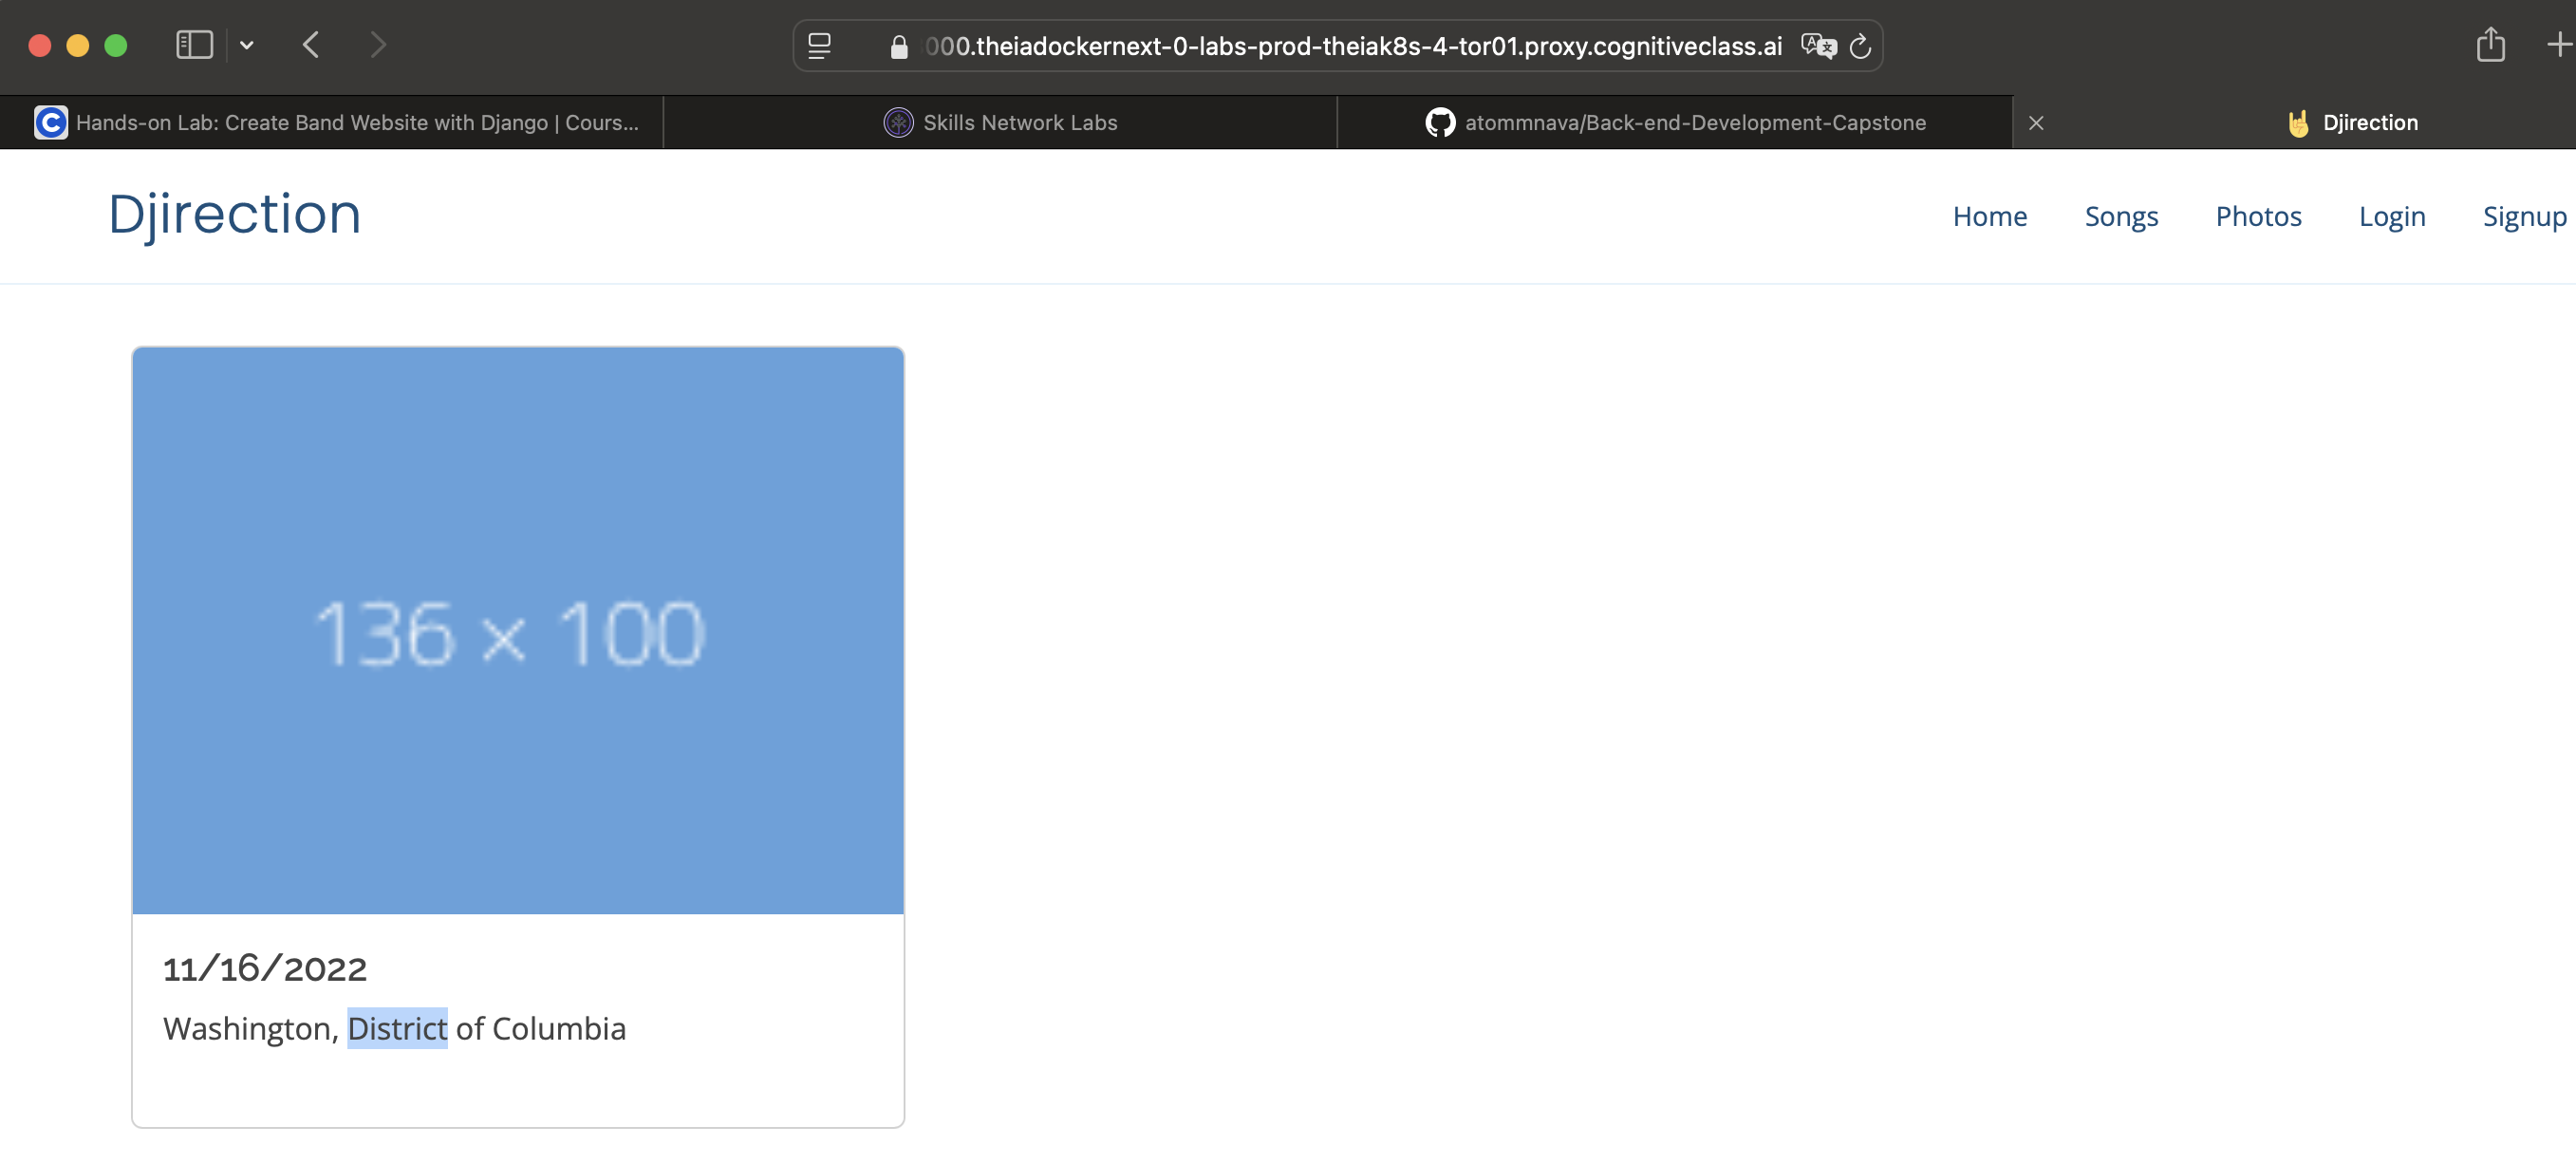 000.theiadockernext-0-labs-prod-theiak8s-4-tor01.proxy.cognitiveclass.ai
Hands-on Lab: Create Band Website with Django | Cours...
Skills Network Labs
atommnava/Back-end-Development-Capstone
Djirection
Djirection
Home
Songs
Photos
Login
Signup
136 × 100
11/16/2022
Washington, District of Columbia